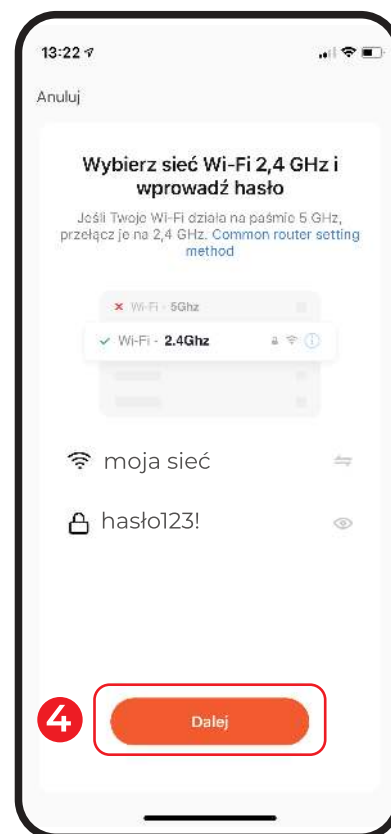 13:22
Anuluj
Wybierz sieć Wi-Fi 2,4 GHz i
wprowadź hasło
Jeśli Twoje Wi-Fi działa na paśmie 5 GHz,
przełącz je na 2,4 GHz. Common router setting
method
Wi-Fi - 5Ghz
Wi-Fi - 2.4Ghz
moja sieć
hasło123!
4
Dalej